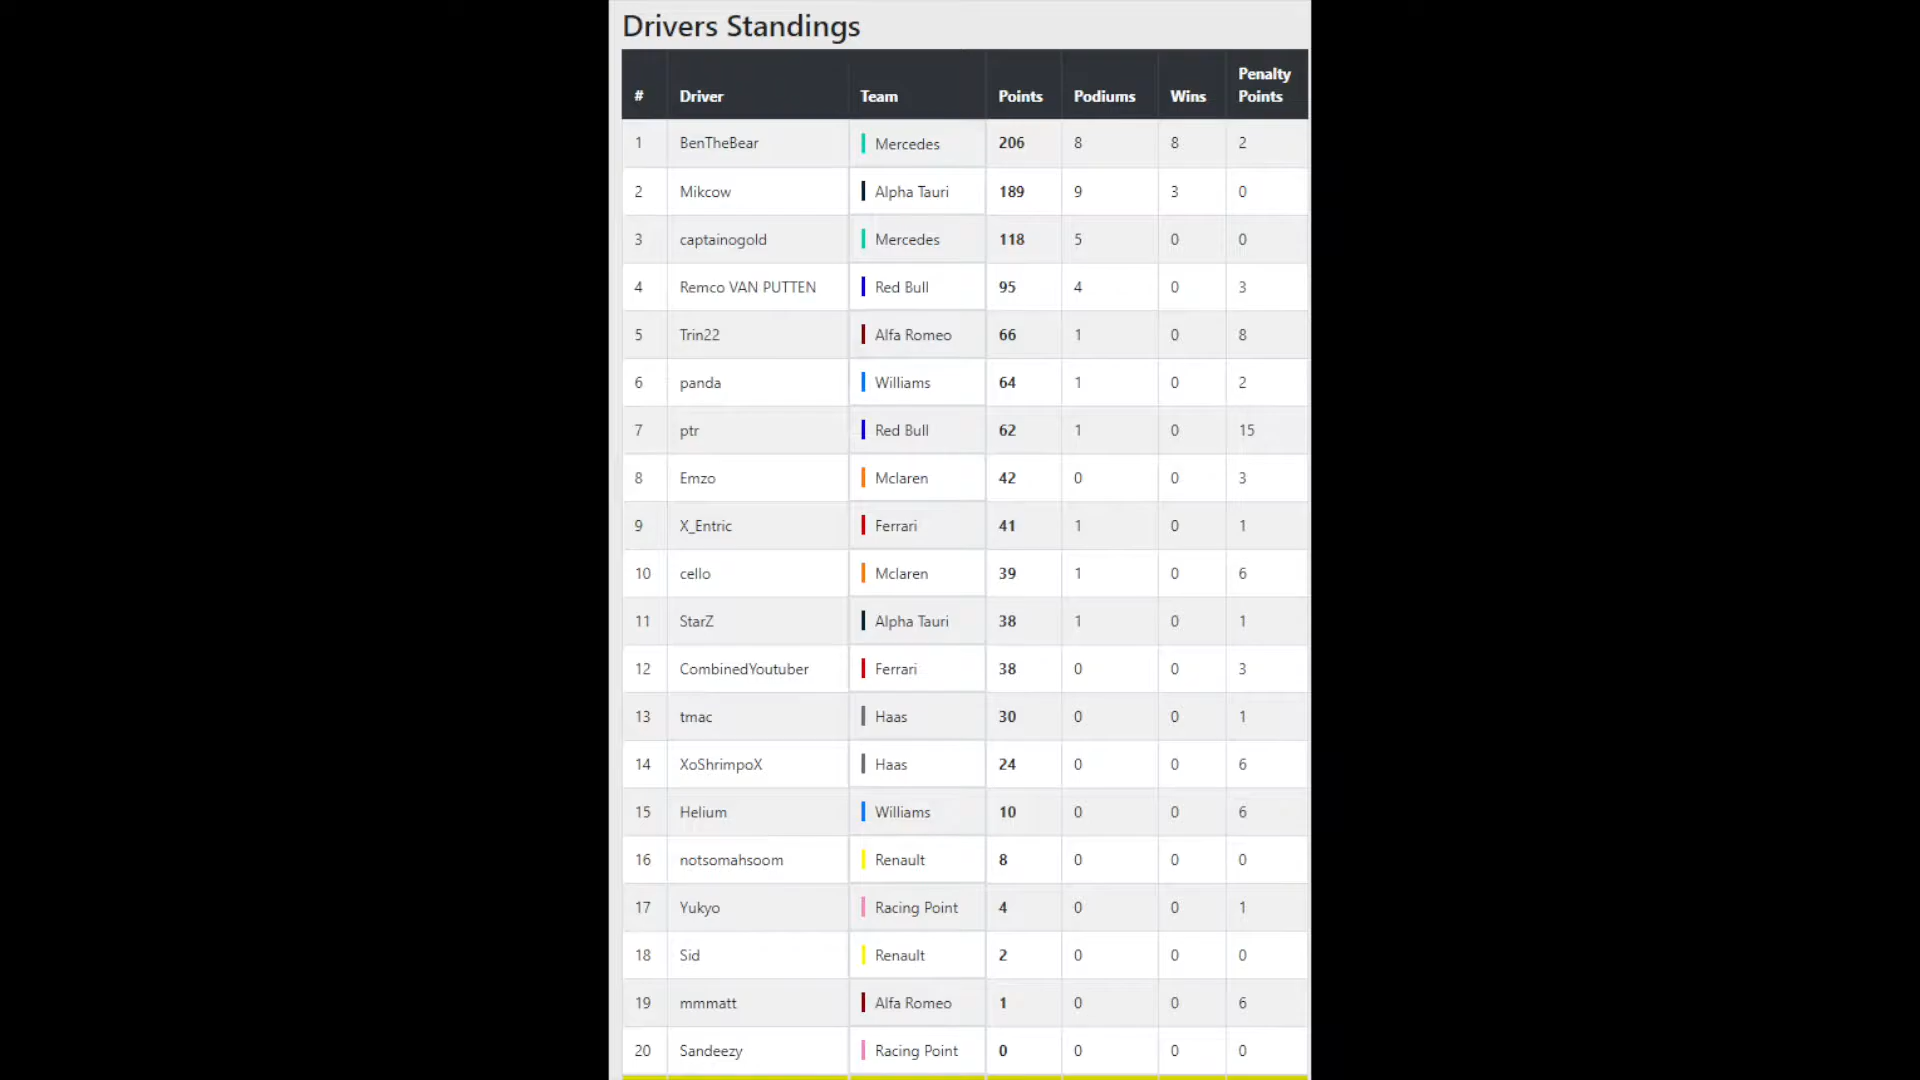 Drivers Standings
# Driver Team Points Podiums Wins Penalty Points
1 BenTheBear Mercedes 206 8 8 2
2 Mikcow Alpha Tauri 189 9 3 0
3 captainogold Mercedes 118 5 0 0
4 Remco VAN PUTTEN Red Bull 95 4 0 3
5 Trin22 Alfa Romeo 66 1 0 8
6 panda Williams 64 1 0 2
7 ptr Red Bull 62 1 0 15
8 Emzo Mclaren 42 0 0 3
9 X_Entric Ferrari 41 1 0 1
10 cello Mclaren 39 1 0 6
11 StarZ Alpha Tauri 38 1 0 1
12 CombinedYoutuber Ferrari 38 0 0 3
13 tmac Haas 30 0 0 1
14 XoShrimpoX Haas 24 0 0 6
15 Helium Williams 10 0 0 6
16 notsomahsoom Renault 8 0 0 0
17 Yukyo Racing Point 4 0 0 1
18 Sid Renault 2 0 0 0
19 mmmatt Alfa Romeo 1 0 0 6
20 Sandeezy Racing Point 0 0 0 0